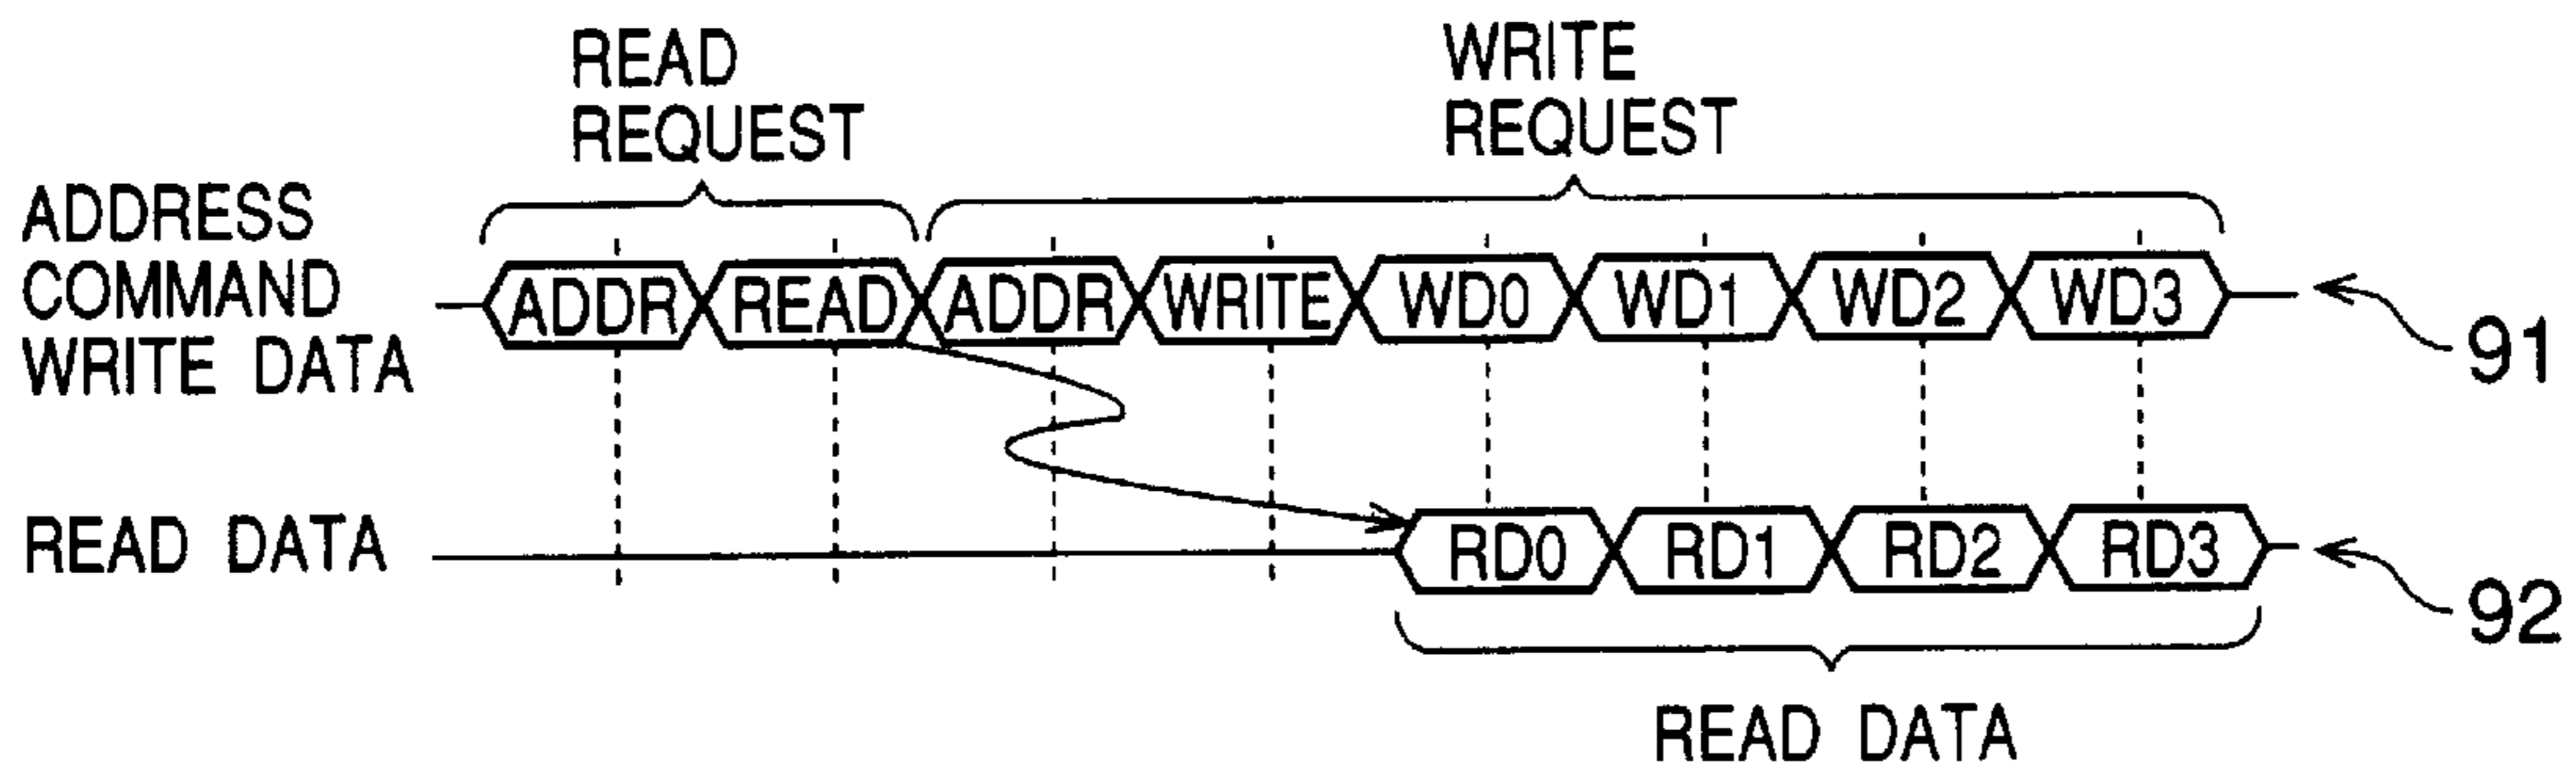 READ
REQUEST
WRITE
REQUEST
ADDRESS
COMMAND
WRITE DATA
ADDR READ ADDR WRITE WD0 WD1 WD2 WD3
91
READ DATA
RD0 RD1 RD2 RD3
92
READ DATA